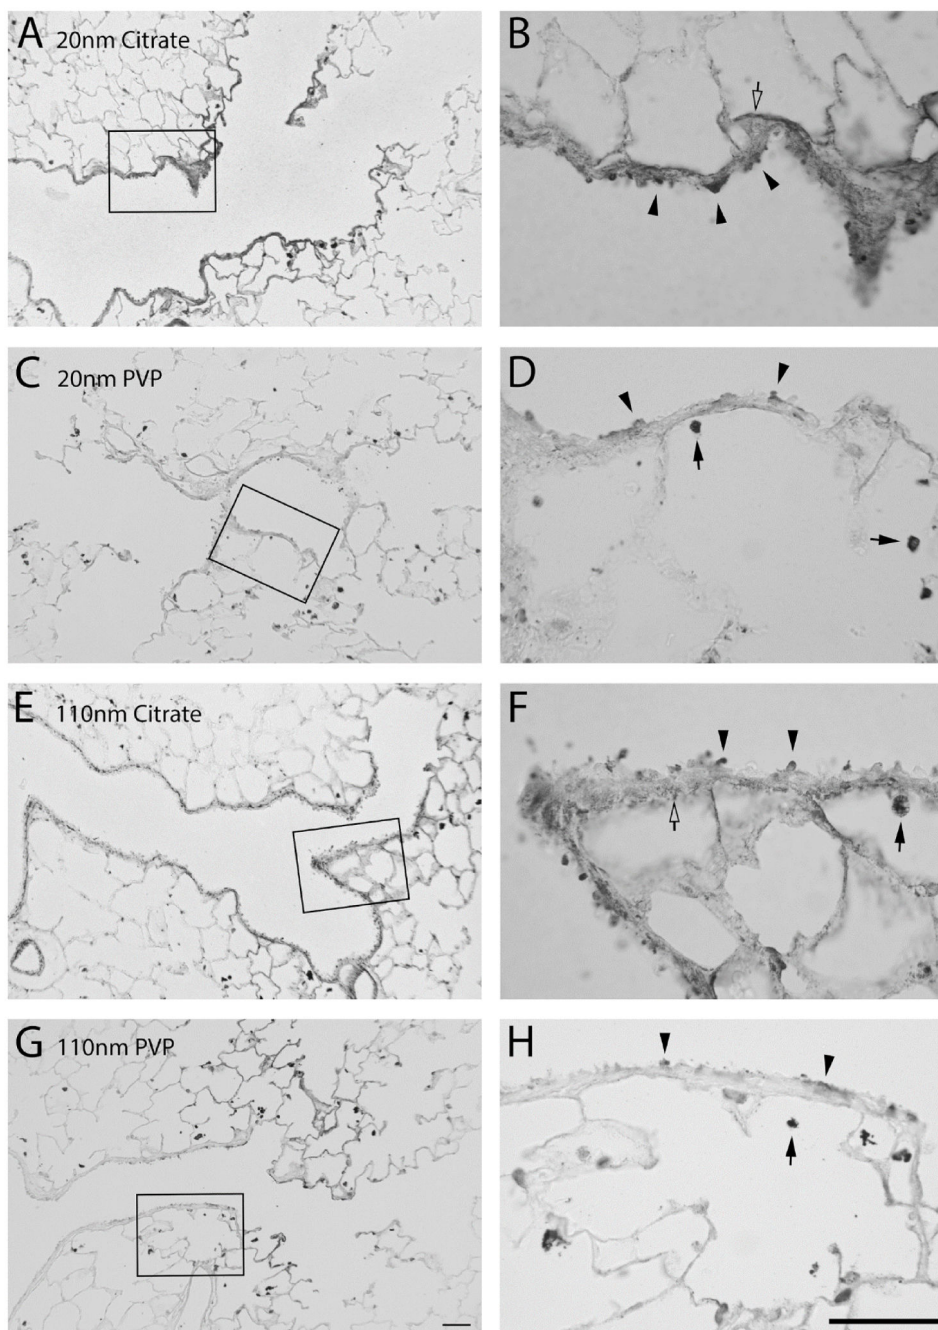 A 20nm Citrate
B
C 20nm PVP
D
E 110nm Citrate
F
G 110nm PVP
H